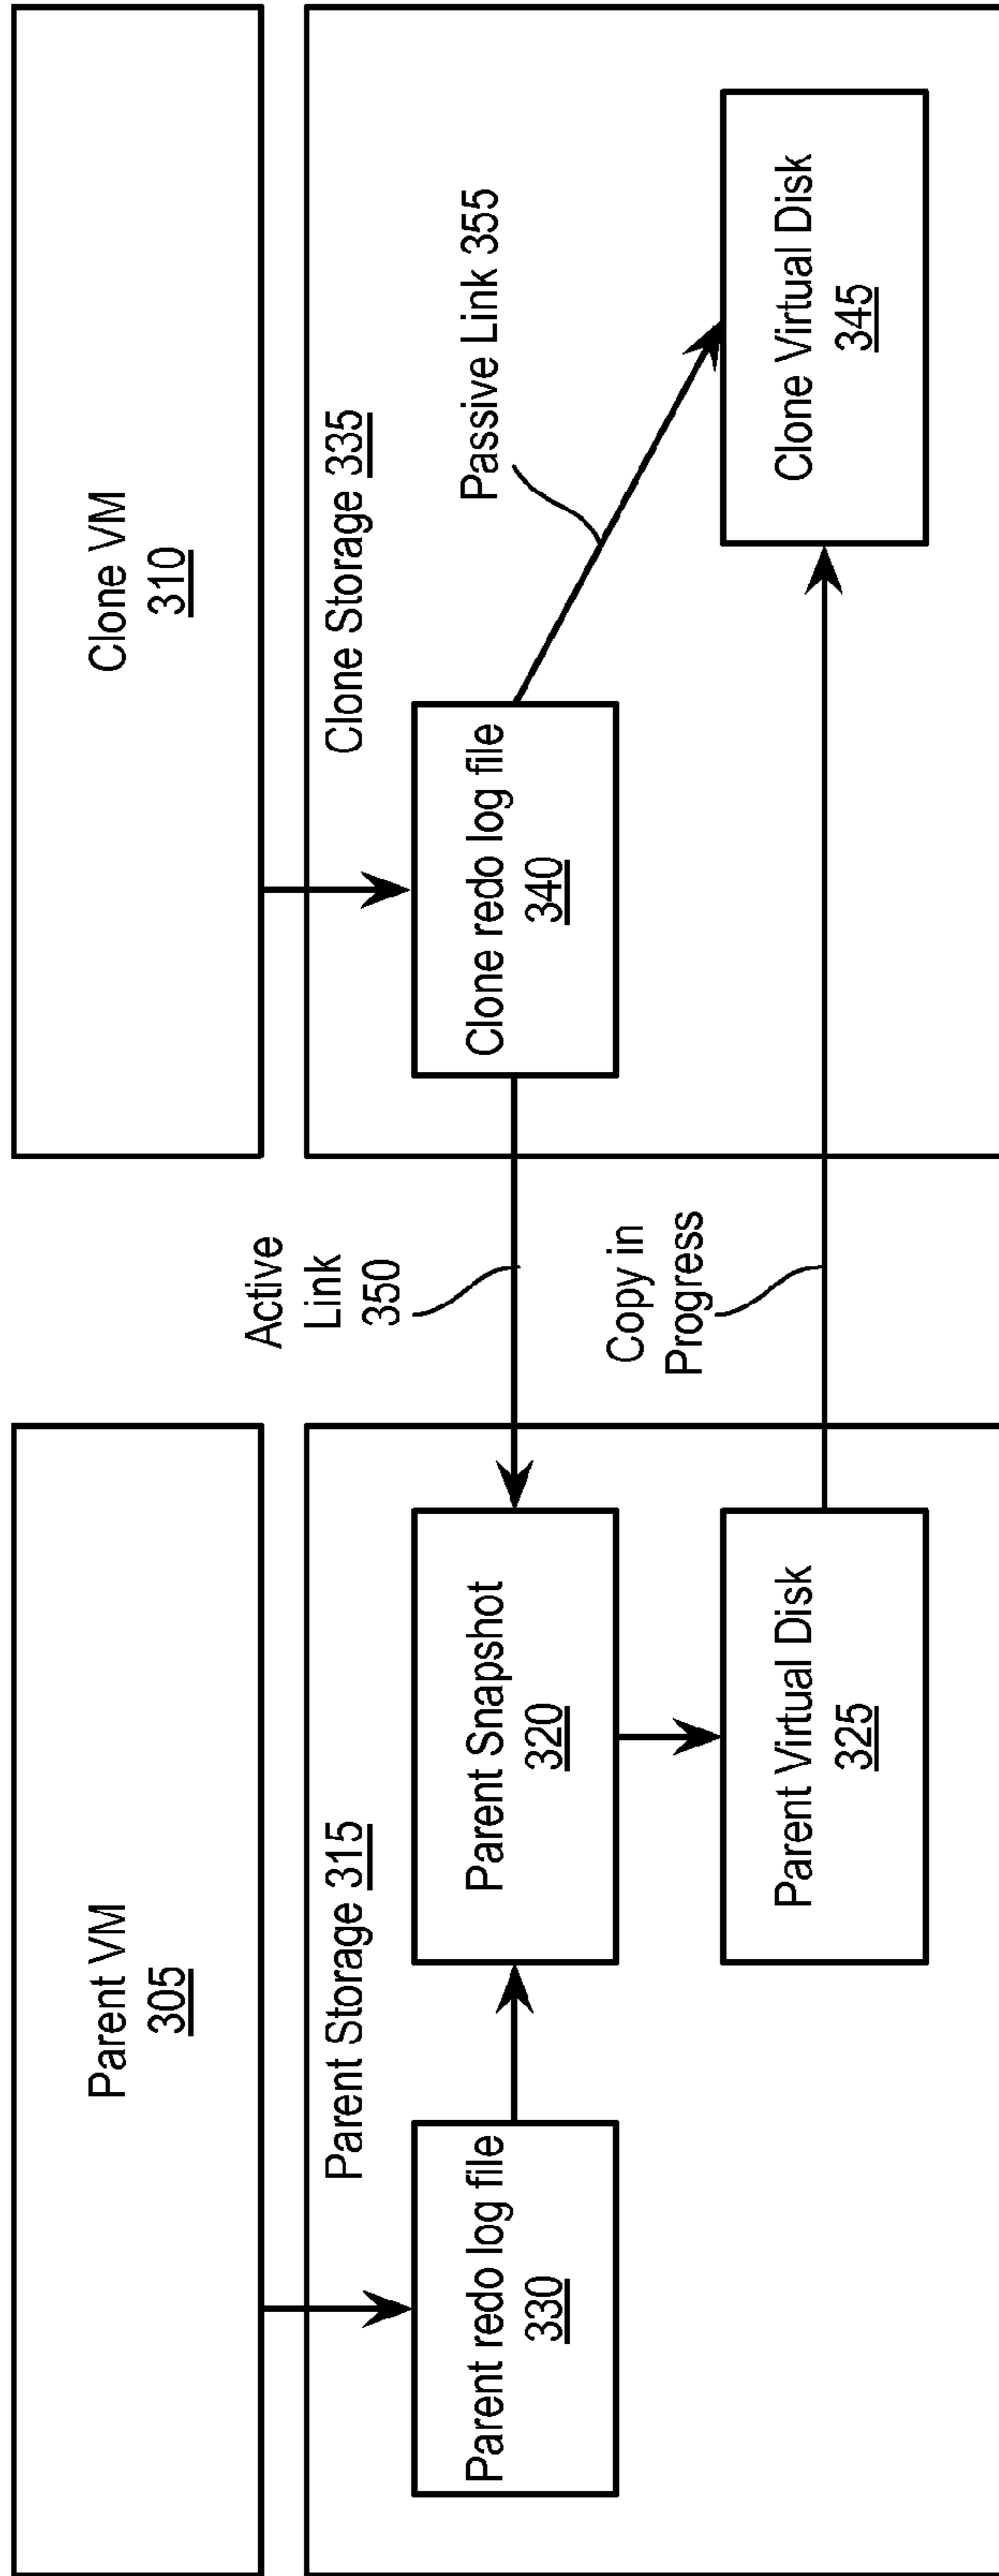 Parent VM
305
Clone VM
310
Parent Storage 315
Clone Storage 335
Parent redo log file
330
Parent Snapshot
320
Parent Virtual Disk
325
Active
Link
350
Copy in
Progress
Clone redo log file
340
Passive Link 355
Clone Virtual Disk
345